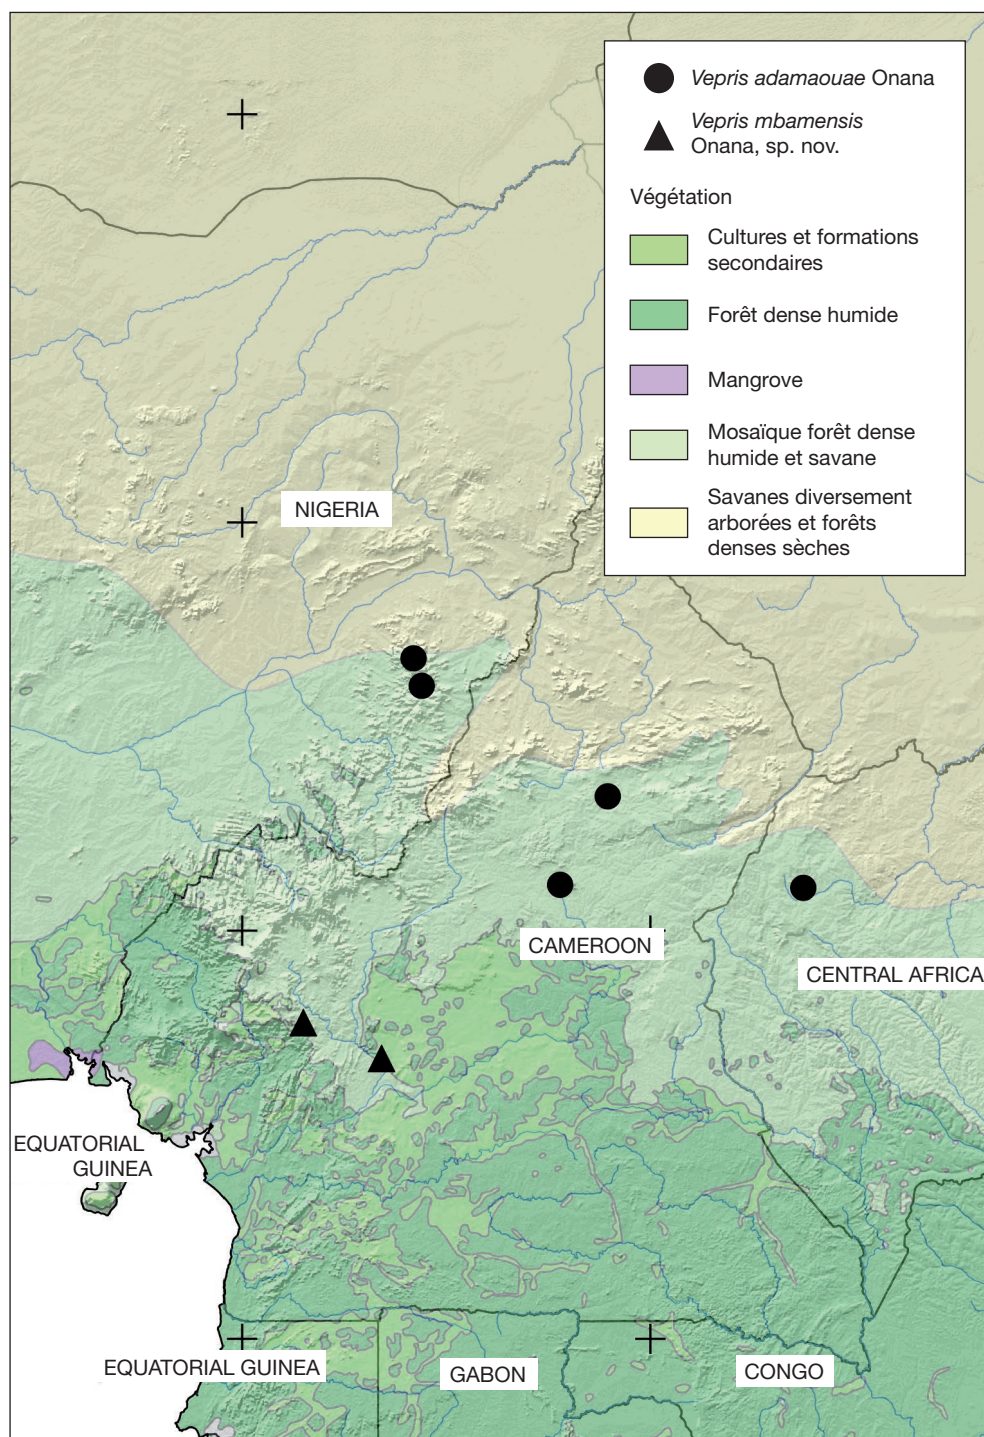 Vepris adamaouae Onana
Vepris mbamensis
Onana, sp. nov.
Végétation
Cultures et formations
secondaires
Forêt dense humide
Mangrove
Mosaïque forêt dense
humide et savane
Savanes diversement
arborées et forêts
denses sèches
NIGERIA
CAMEROON
CENTRAL AFRICA
EQUATORIAL
GUINEA
EQUATORIAL GUINEA
GABON
CONGO